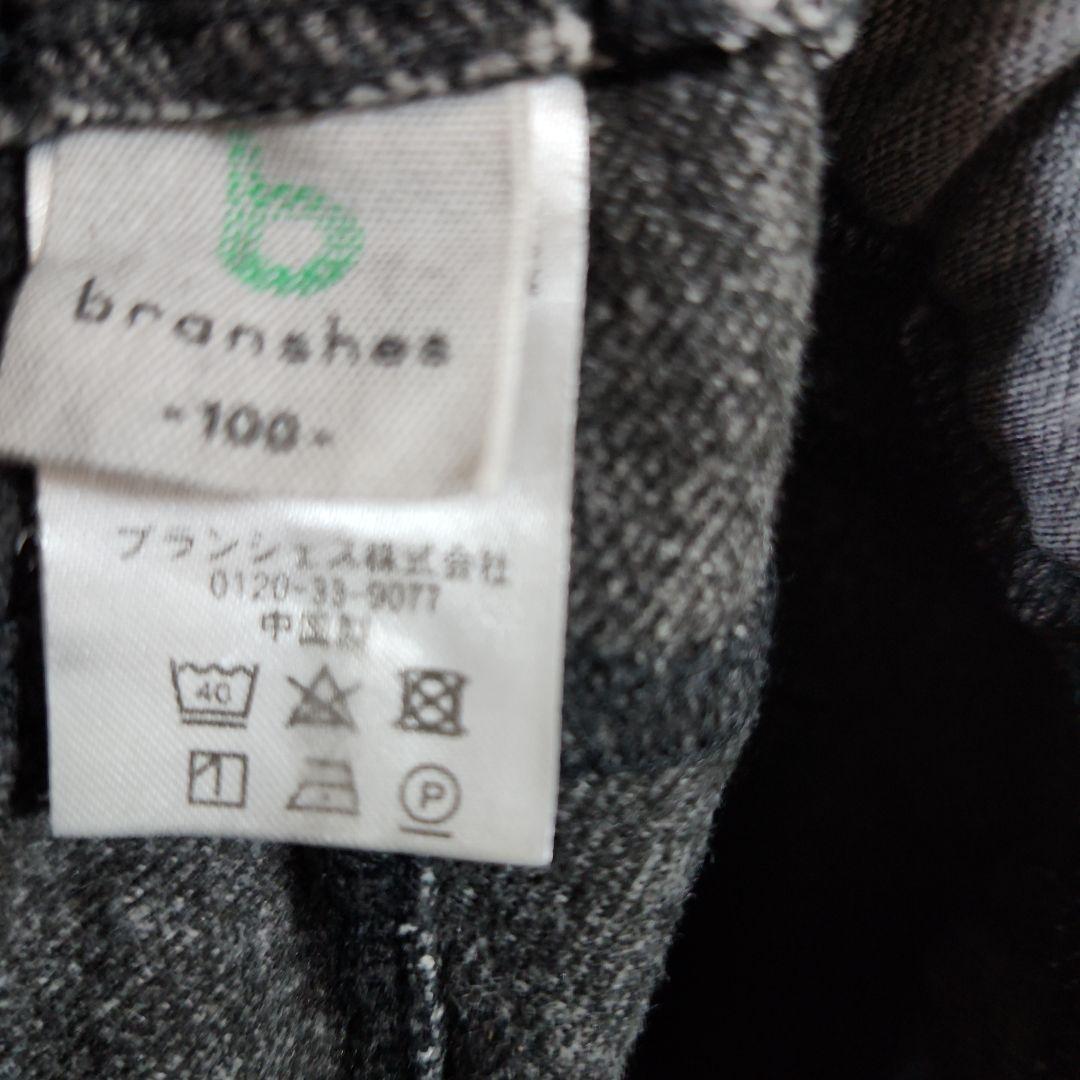 b
branshes
-100-
ブランシェス株式会社
0120-33-9077
中国製
40
P